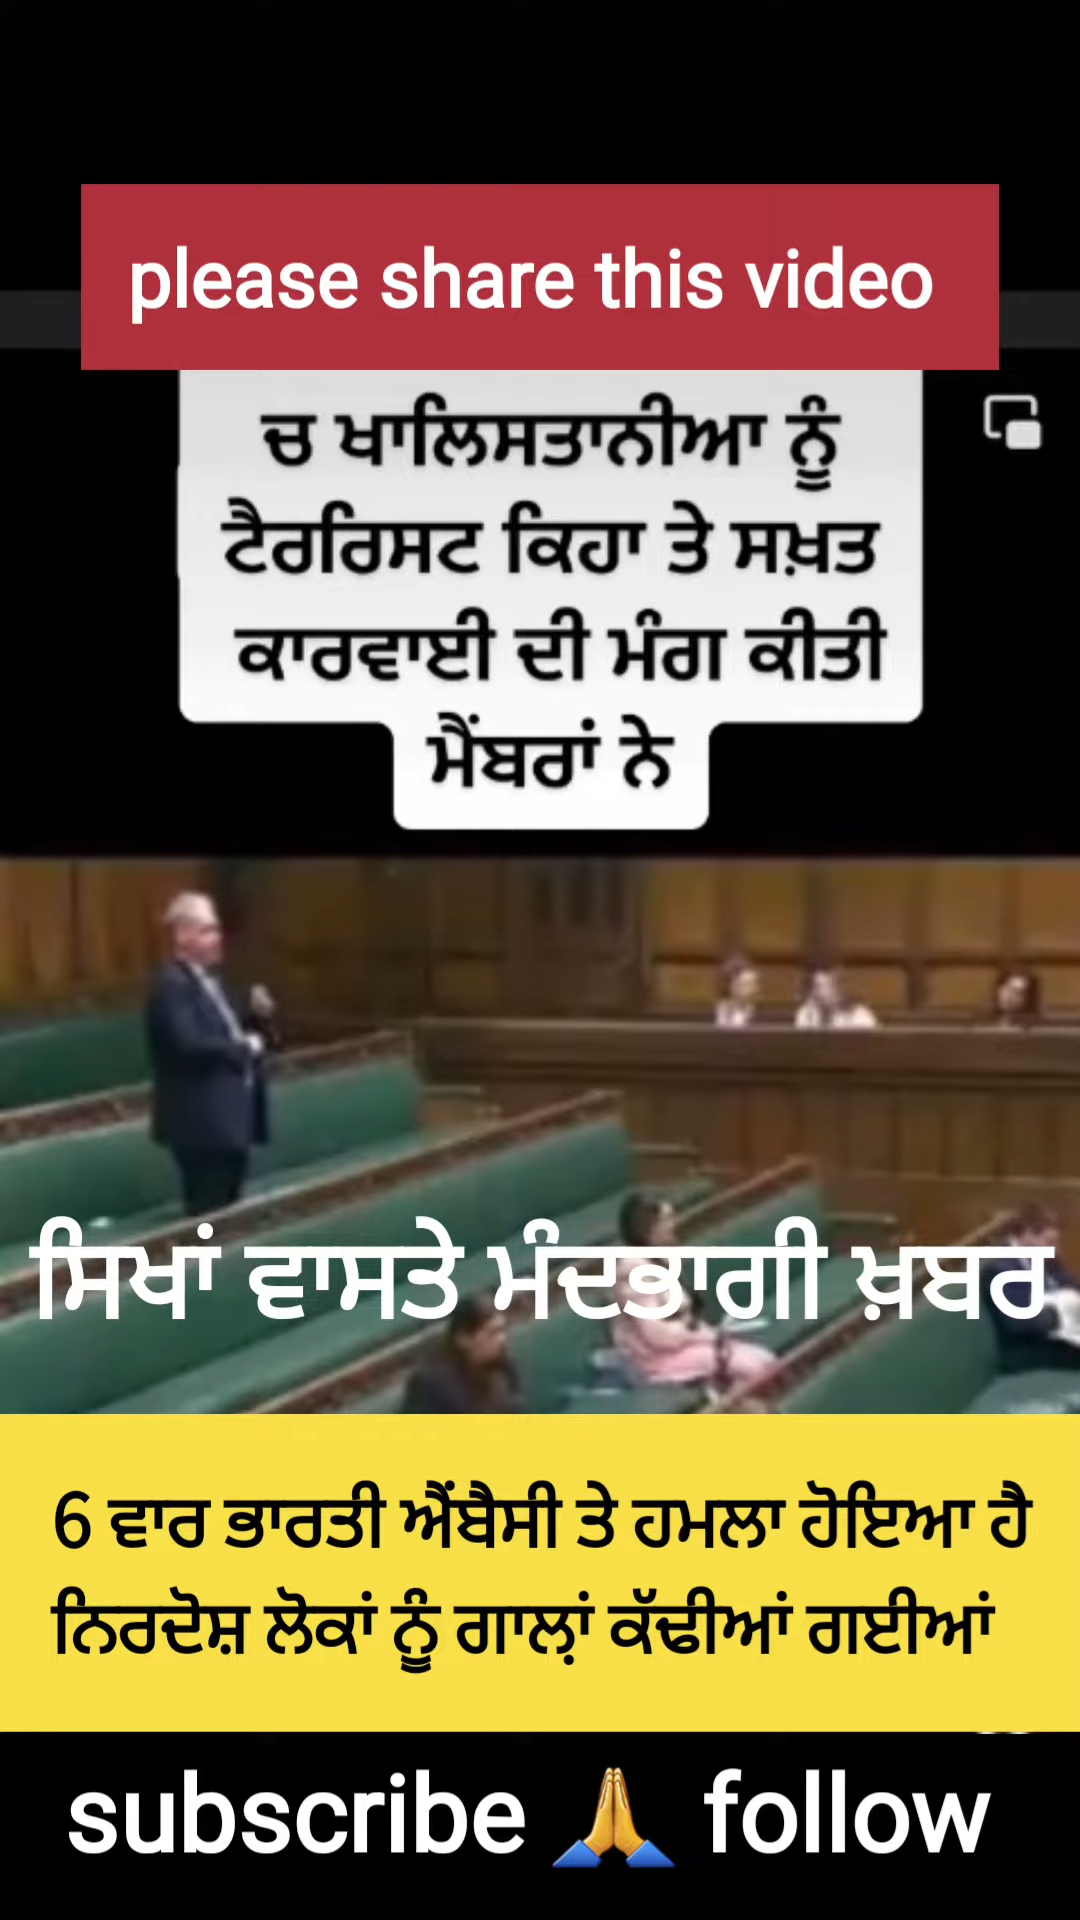 please share this video
ਚ ਖਾਲਿਸਤਾਨੀਆ ਨੂੰ
ਟੈਰਰਿਸਟ ਕਿਹਾ ਤੇ ਸਖ਼ਤ
ਕਾਰਵਾਈ ਦੀ ਮੰਗ ਕੀਤੀ
ਮੈਂਬਰਾਂ ਨੇ
ਸਿਖਾਂ ਵਾਸਤੇ ਮੰਦਭਾਗੀ ਖ਼ਬਰ
6 ਵਾਰ ਭਾਰਤੀ ਐਂਬੈਸੀ ਤੇ ਹਮਲਾ ਹੋਇਆ ਹੈ
ਨਿਰਦੋਸ਼ ਲੋਕਾਂ ਨੂੰ ਗਾਲ਼ਾਂ ਕੱਢੀਆਂ ਗਈਆਂ
subscribe 🙏 follow